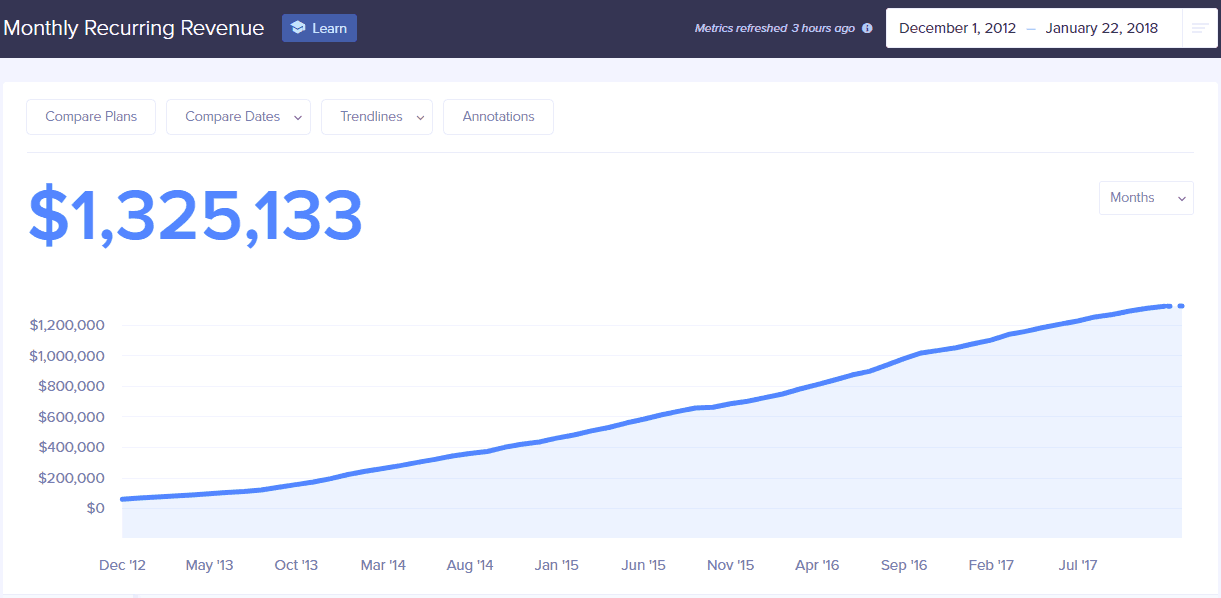 Monthly Recurring Revenue Learn Metrics refreshed 3 hours ago December 1, 2012 – January 22, 2018
Compare Plans Compare Dates Trendlines Annotations
$1,325,133
Months
$1,200,000
$1,000,000
$800,000
$600,000
$400,000
$200,000
$0
Dec '12 May '13 Oct '13 Mar '14 Aug '14 Jan '15 Jun '15 Nov '15 Apr '16 Sep '16 Feb '17 Jul '17